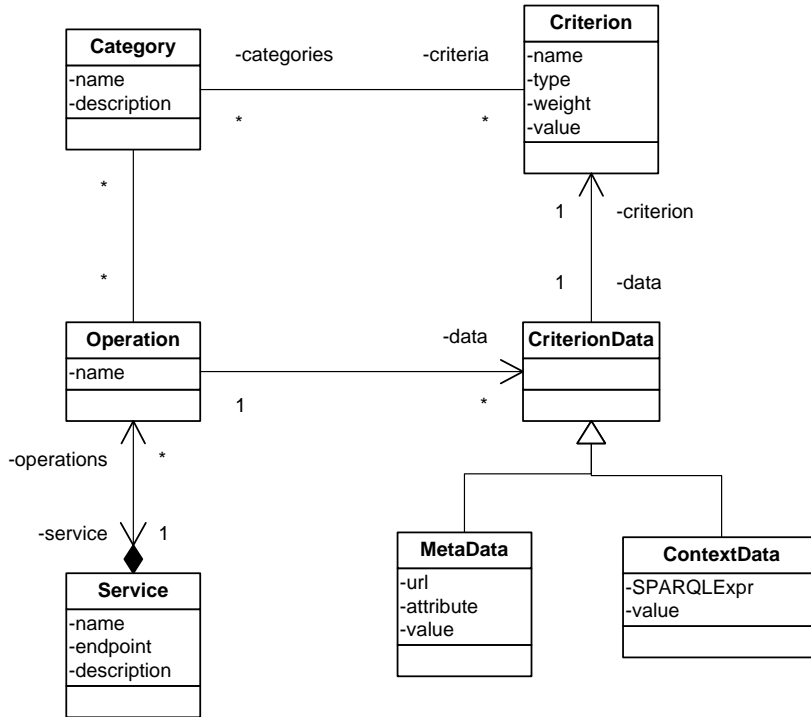 Category
-name
-description
-categories
-criteria
*
*
Criterion
-name
-type
-weight
-value
*
*
1
-criterion
1
-data
Operation
-name
-data
1
*
CriterionData
-operations
*
-service
1
Service
-name
-endpoint
-description
MetaData
-url
-attribute
-value
ContextData
-SPARQLExpr
-value